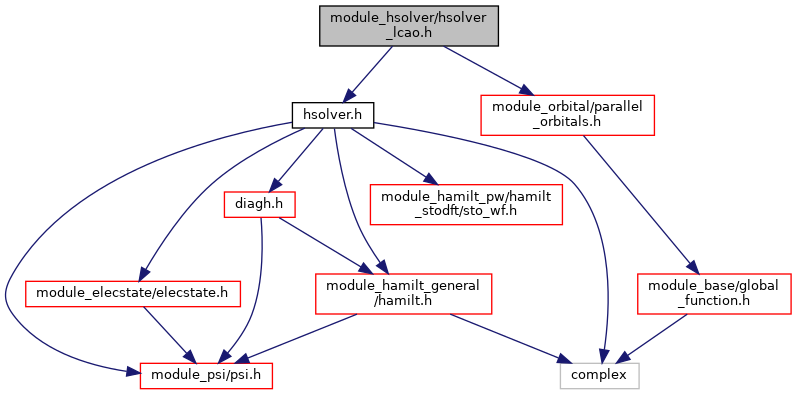 module_hsolver/hsolver
_lcao.h
hsolver.h
module_orbital/parallel
_orbitals.h
diagh.h
module_hamilt_pw/hamilt
_stodft/sto_wf.h
module_elecstate/elecstate.h
module_hamilt_general
/hamilt.h
module_base/global
_function.h
module_psi/psi.h
complex